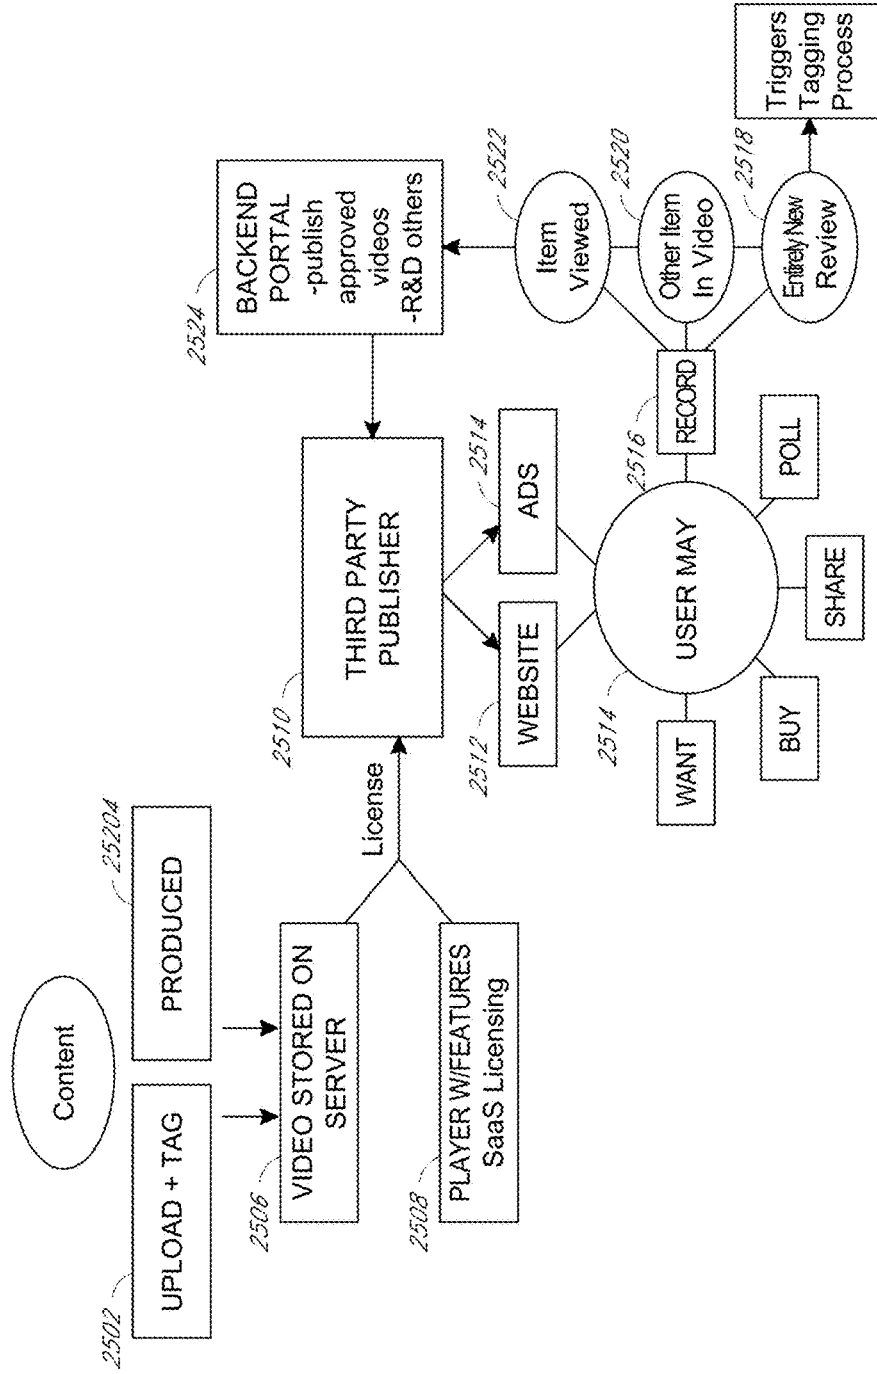 Content
2502
UPLOAD + TAG
25204
PRODUCED
2506
VIDEO STORED ON
SERVER
2508
PLAYER W/FEATURES
SaaS Licensing
License
2510
THIRD PARTY
PUBLISHER
2524
BACKEND
PORTAL
-publish
approved
videos
-R&D others
2512
WEBSITE
2514
ADS
2514
USER MAY
WANT
BUY
SHARE
POLL
2516
RECORD
2522
Item
Viewed
2520
Other Item
In Video
2518
Entirely New
Review
Triggers
Tagging
Process